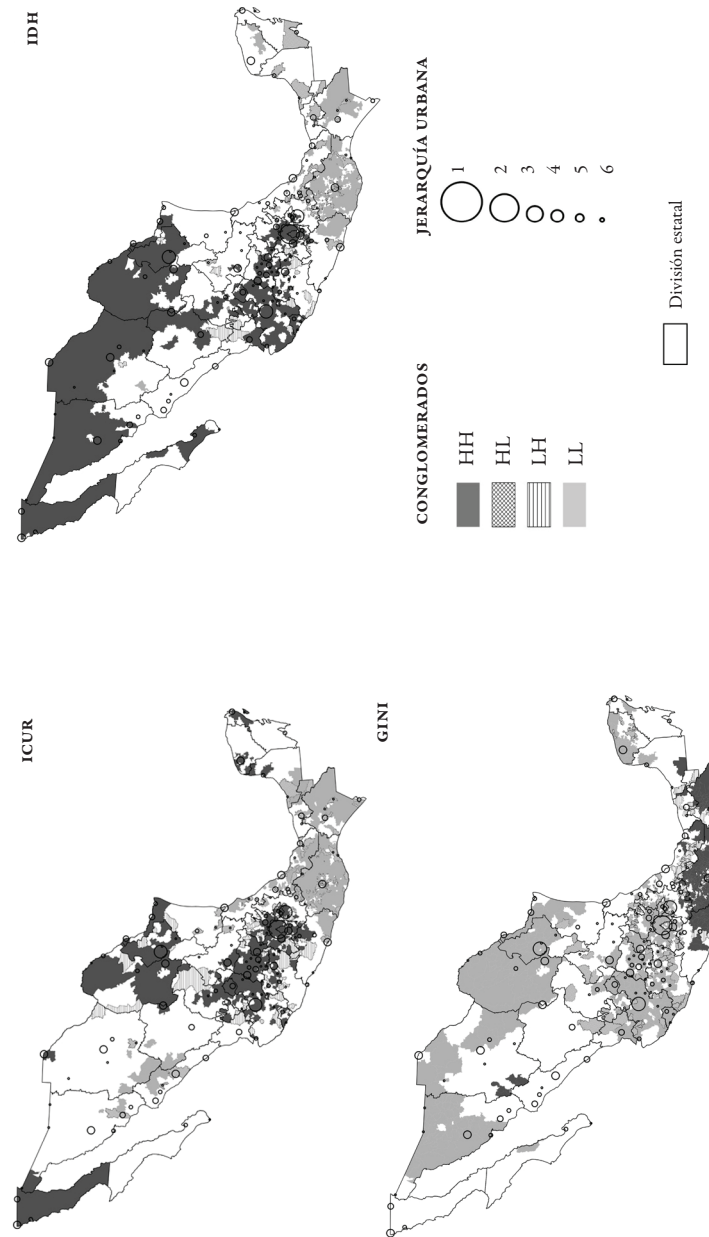 ICUR
IDH
GINI
CONGLOMERADOS
HH
HL
LH
LL
JERARQUÍA URBANA
1
2
3
4
5
6
División estatal